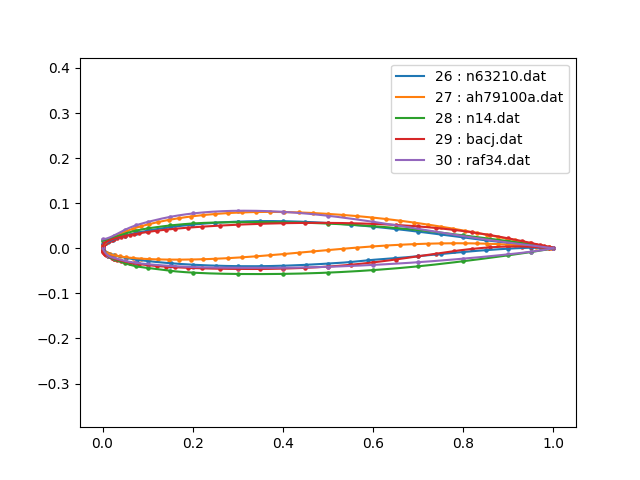 0.4
0.3
0.2
0.1
0.0
−0.1
−0.2
−0.3
0.0 0.2 0.4 0.6 0.8 1.0
26 : n63210.dat
27 : ah79100a.dat
28 : n14.dat
29 : bacj.dat
30 : raf34.dat